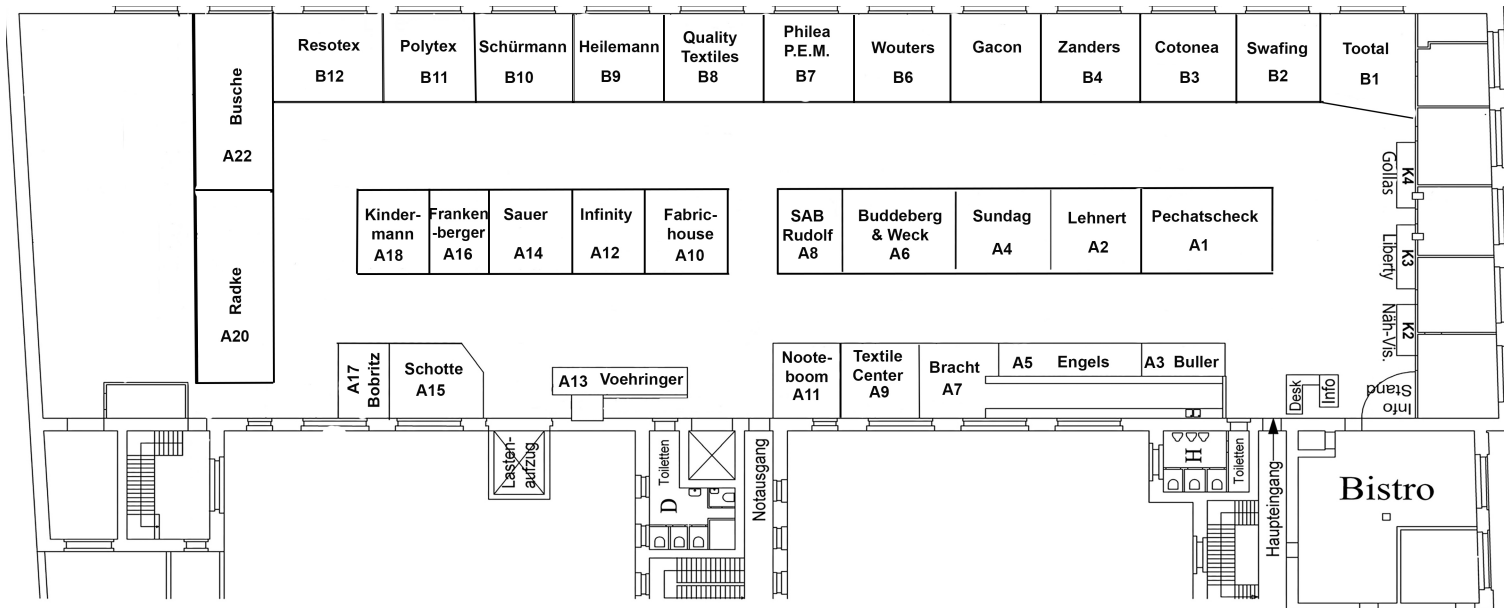 Busche
A22
Resotex
B12
Polytex
B11
Schürmann
B10
Heilemann
B9
Quality
Textiles
B8
Philea
P.E.M.
B7
Wouters
B6
Gacon
Zanders
B4
Cotonea
B3
Swafing
B2
Tootal
B1
Radke
A20
Kinder-
mann
A18
Franken
-berger
A16
Sauer
A14
Infinity
A12
Fabric-
house
A10
SAB
Rudolf
A8
Buddeberg
& Weck
A6
Sundag
A4
Lehnert
A2
Pechatscheck
A1
K4
Gollas
K3
Liberty
K2
Näh-Vis.
A17
Bobritz
Schotte
A15
A13 Voehringer
Noote-
boom
A11
Textile
Center
A9
Bracht
A7
A5 Engels
A3 Buller
Desk
Info
Info
Stand
Lasten-
aufzug
Toiletten
D
Notausgang
H
Toiletten
Haupteingang
Bistro